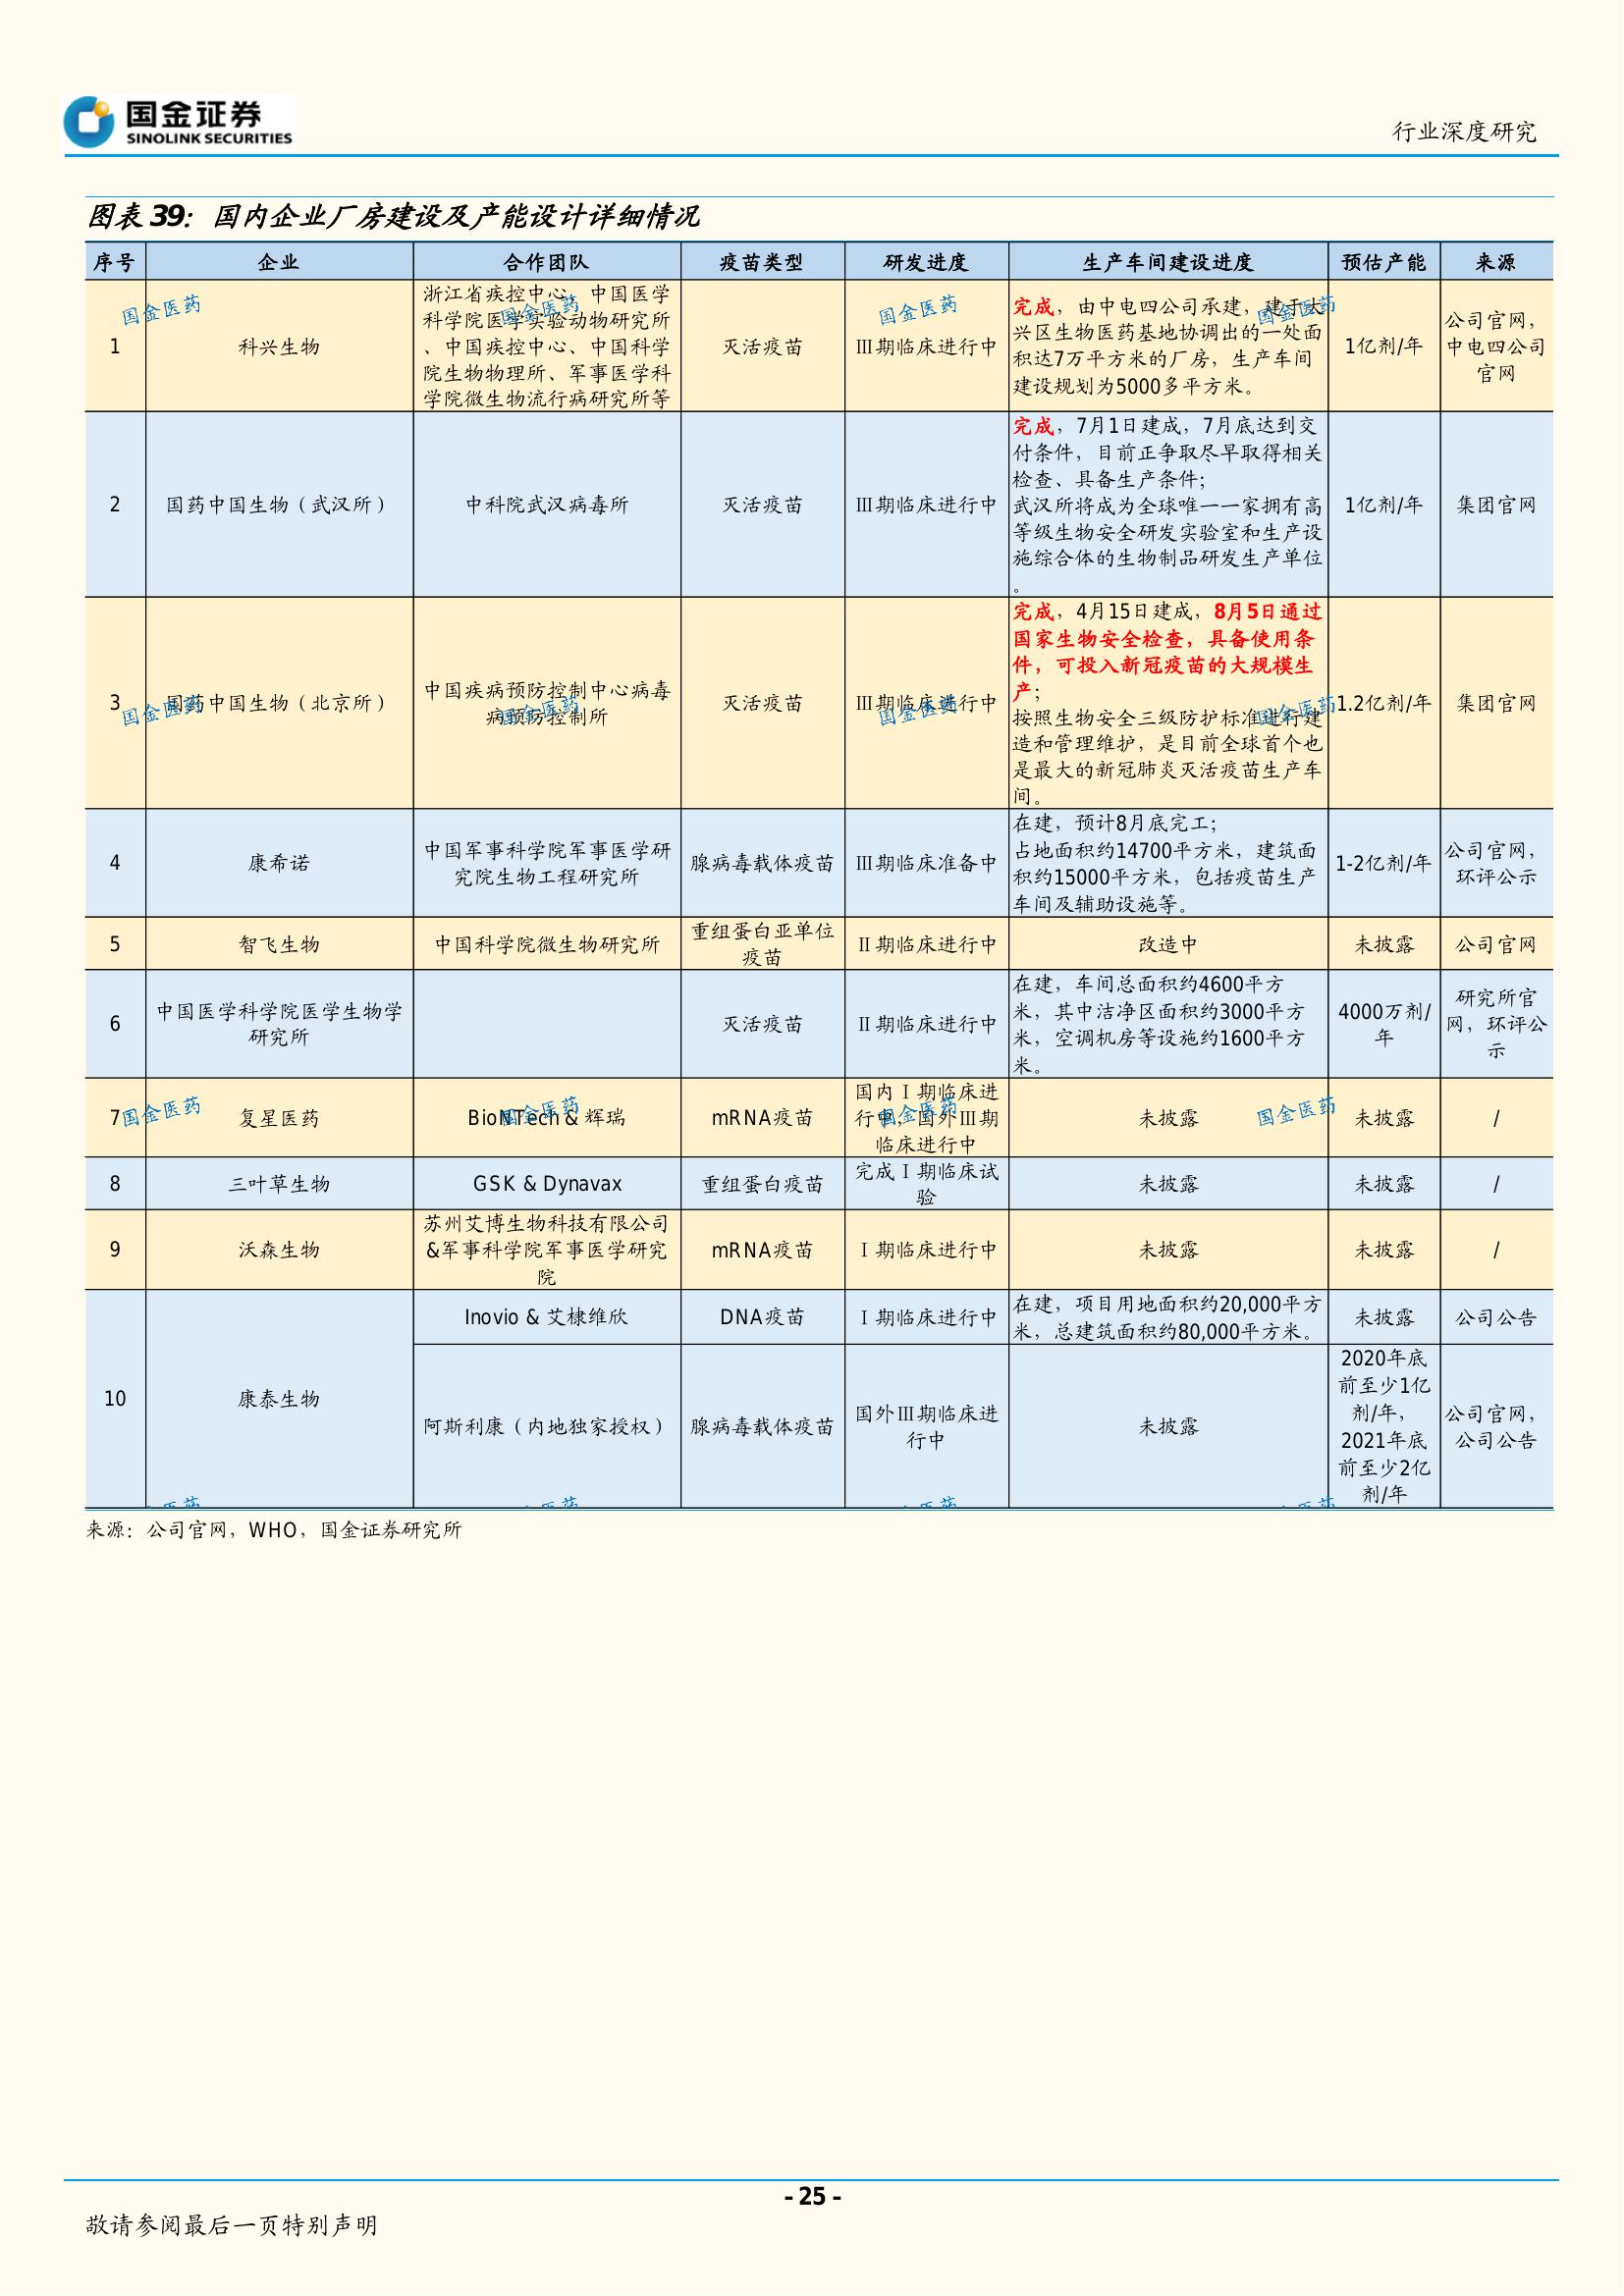 国金证券
SINOLINK SECURITIES
行业深度研究
图表39：国内企业厂房建设及产能设计详细情况
序号 企业 合作团队 疫苗类型 研发进度 生产车间建设进度 预估产能 来源
1
科兴生物
浙江省疾控中心、中国医学
科学院医学实验动物研究所
、中国疾控中心、中国科学
院生物物理所、军事医学科
学院微生物流行病研究所等
灭活疫苗
Ⅲ期临床进行中
完成，由中电四公司承建，建于大
兴区生物医药基地协调出的一处面
积达7万平方米的厂房，生产车间
建设规划为5000多平方米。
1亿剂/年
公司官网，
中电四公司
官网
2
国药中国生物（武汉所）
中科院武汉病毒所
灭活疫苗
Ⅲ期临床进行中
完成，7月1日建成，7月底达到交
付条件，目前正争取尽早取得相关
检查、具备生产条件；
武汉所将成为全球唯一一家拥有高
等级生物安全研发实验室和生产设
施综合体的生物制品研发生产单位
。
1亿剂/年
集团官网
3
国药中国生物（北京所）
中国疾病预防控制中心病毒
病预防控制所
灭活疫苗
Ⅲ期临床进行中
完成，4月15日建成，8月5日通过
国家生物安全检查，具备使用条
件，可投入新冠疫苗的大规模生
产；
按照生物安全三级防护标准进行建
造和管理维护，是目前全球首个也
是最大的新冠肺炎灭活疫苗生产车
间。
1.2亿剂/年
集团官网
4
康希诺
中国军事科学院军事医学研
究院生物工程研究所
腺病毒载体疫苗
Ⅲ期临床准备中
在建，预计8月底完工；
占地面积约14700平方米，建筑面
积约15000平方米，包括疫苗生产
车间及辅助设施等。
1-2亿剂/年
公司官网，
环评公示
5
智飞生物
中国科学院微生物研究所
重组蛋白亚单位
疫苗
Ⅱ期临床进行中
改造中
未披露
公司官网
6
中国医学科学院医学生物学
研究所
灭活疫苗
Ⅱ期临床进行中
在建，车间总面积约4600平方
米，其中洁净区面积约3000平方
米，空调机房等设施约1600平方
米。
4000万剂/
年
研究所官
网，环评公
示
7
复星医药
BioNTech & 辉瑞
mRNA疫苗
国内Ⅰ期临床进
行中，国外Ⅲ期
临床进行中
未披露
未披露
/
8
三叶草生物
GSK & Dynavax
重组蛋白疫苗
完成Ⅰ期临床试
验
未披露
未披露
/
9
沃森生物
苏州艾博生物科技有限公司
&军事科学院军事医学研究
院
mRNA疫苗
Ⅰ期临床进行中
未披露
未披露
/
10
康泰生物
Inovio & 艾棣维欣
DNA疫苗
Ⅰ期临床进行中
在建，项目用地面积约20,000平方
米，总建筑面积约80,000平方米。
未披露
公司公告
阿斯利康（内地独家授权）
腺病毒载体疫苗
国外Ⅲ期临床进
行中
未披露
2020年底
前至少1亿
剂/年，
2021年底
前至少2亿
剂/年
公司官网，
公司公告
国金医药 国金医药 国金医药 国金医药
国金医药 国金医药 国金医药 国金医药
国金医药 国金医药 国金医药 国金医药
来源：公司官网，WHO，国金证券研究所
- 25 -
敬请参阅最后一页特别声明